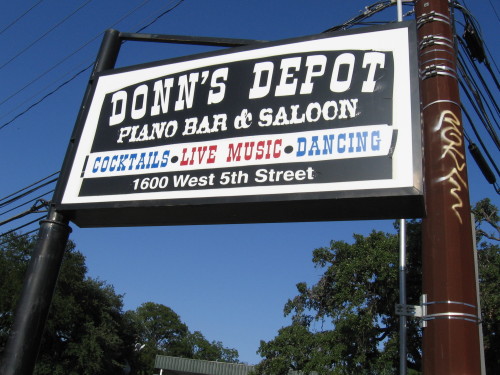 DONN'S DEPOT
PIANO BAR & SALOON
COCKTAILS • LIVE MUSIC • DANCING
1600 West 5th Street